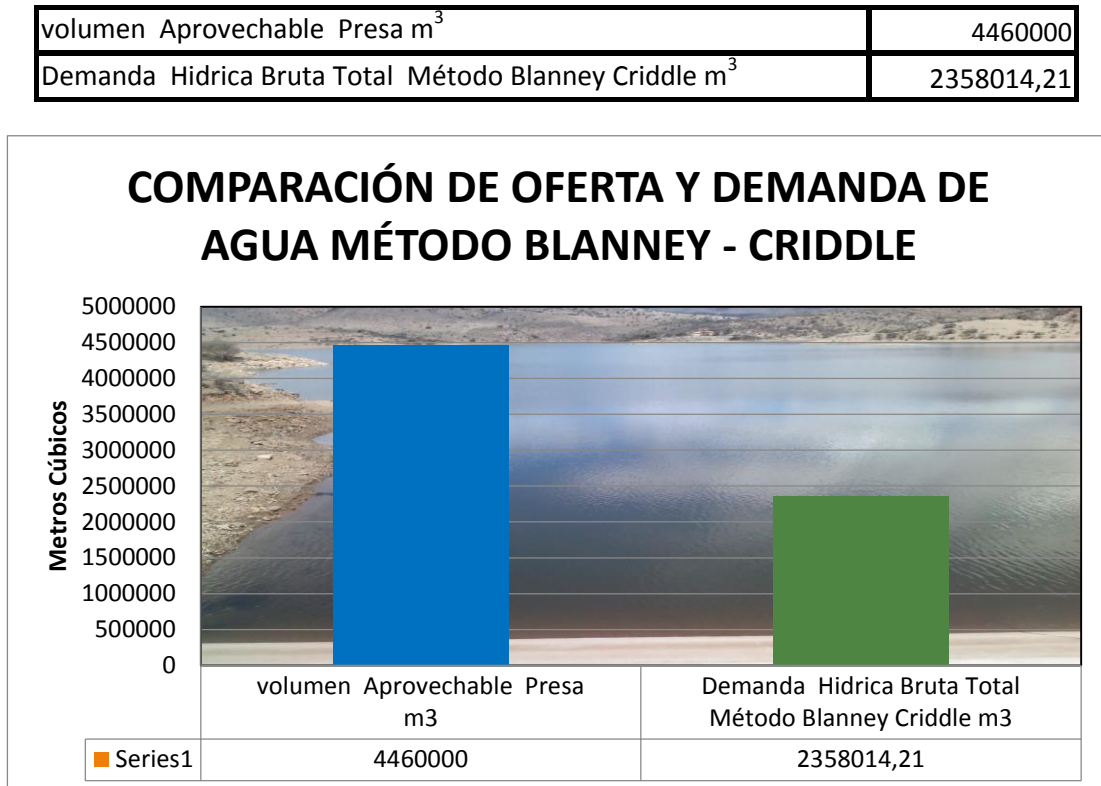 volumen Aprovechable Presa m³ 4460000
Demanda Hidrica Bruta Total Método Blanney Criddle m³ 2358014,21
COMPARACIÓN DE OFERTA Y DEMANDA DE
AGUA MÉTODO BLANNEY - CRIDDLE
Metros Cúbicos
5000000
4500000
4000000
3500000
3000000
2500000
2000000
1500000
1000000
500000
0
volumen Aprovechable Presa
m3
Demanda Hidrica Bruta Total
Método Blanney Criddle m3
Series1 4460000 2358014,21